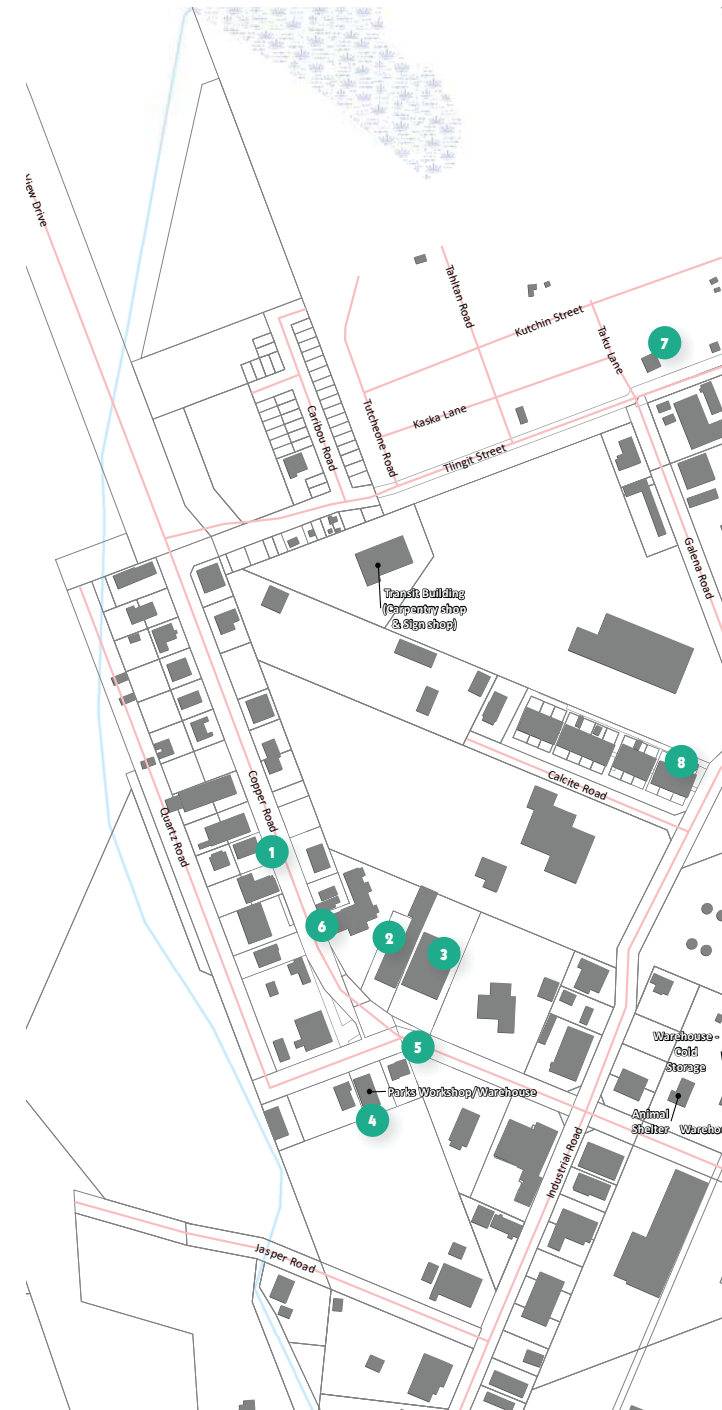 View Drive
Tahltan Road
Kutchin Street
Taku Lane
7
Caribou Road
Tutcheone Road
Kaska Lane
Tlingit Street
Galena Road
Transit Building
(Carpentry shop
& Sign shop)
8
Calcite Road
Copper Road
Quartz Road
1
6
2
3
5
Warehouse -
Cold
Storage
Parks Workshop/Warehouse
4
Animal
Shelter
Industrial Road
Jasper Road